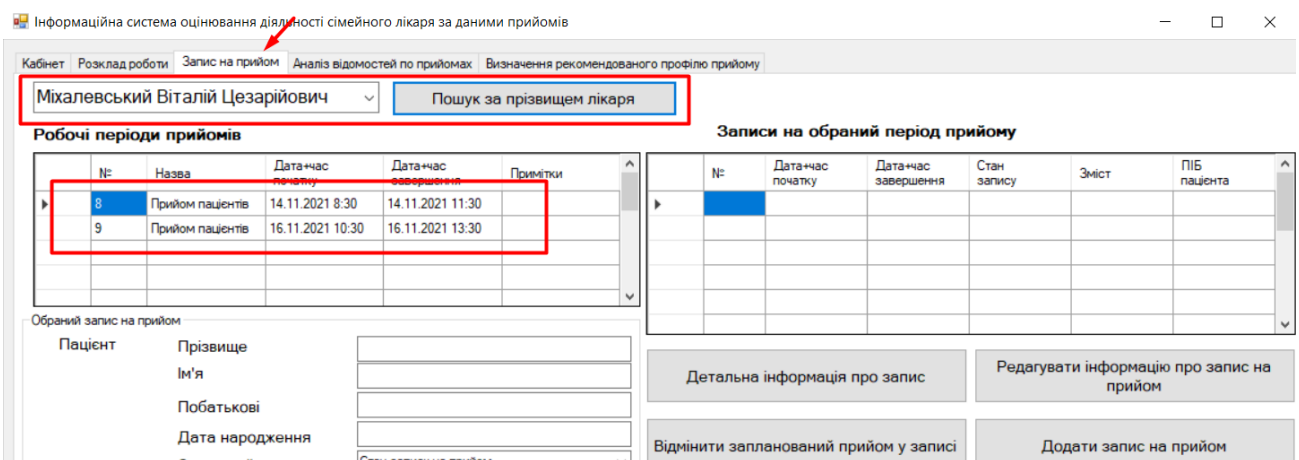 Інформаційна система оцінювання діяльності сімейного лікаря за даними прийомів
Кабінет Розклад роботи Запис на прийом Аналіз відомостей по прийомах Визначення рекомендованого профілю прийому
Міхалевський Віталій Цезарійович
Пошук за прізвищем лікаря
Робочі періоди прийомів
№ Назва Дата+час початку Дата+час завершення Примітки
8 Прийом пацієнтів 14.11.2021 8:30 14.11.2021 11:30
9 Прийом пацієнтів 16.11.2021 10:30 16.11.2021 13:30
Записи на обраний період прийому
№ Дата+час початку Дата+час завершення Стан запису Зміст ПІБ пацієнта
Обраний запис на прийом
Пацієнт
Прізвище
Ім'я
Побатькові
Дата народження
Детальна інформація про запис
Редагувати інформацію про запис на прийом
Відмінити запланований прийом у записі
Додати запис на прийом